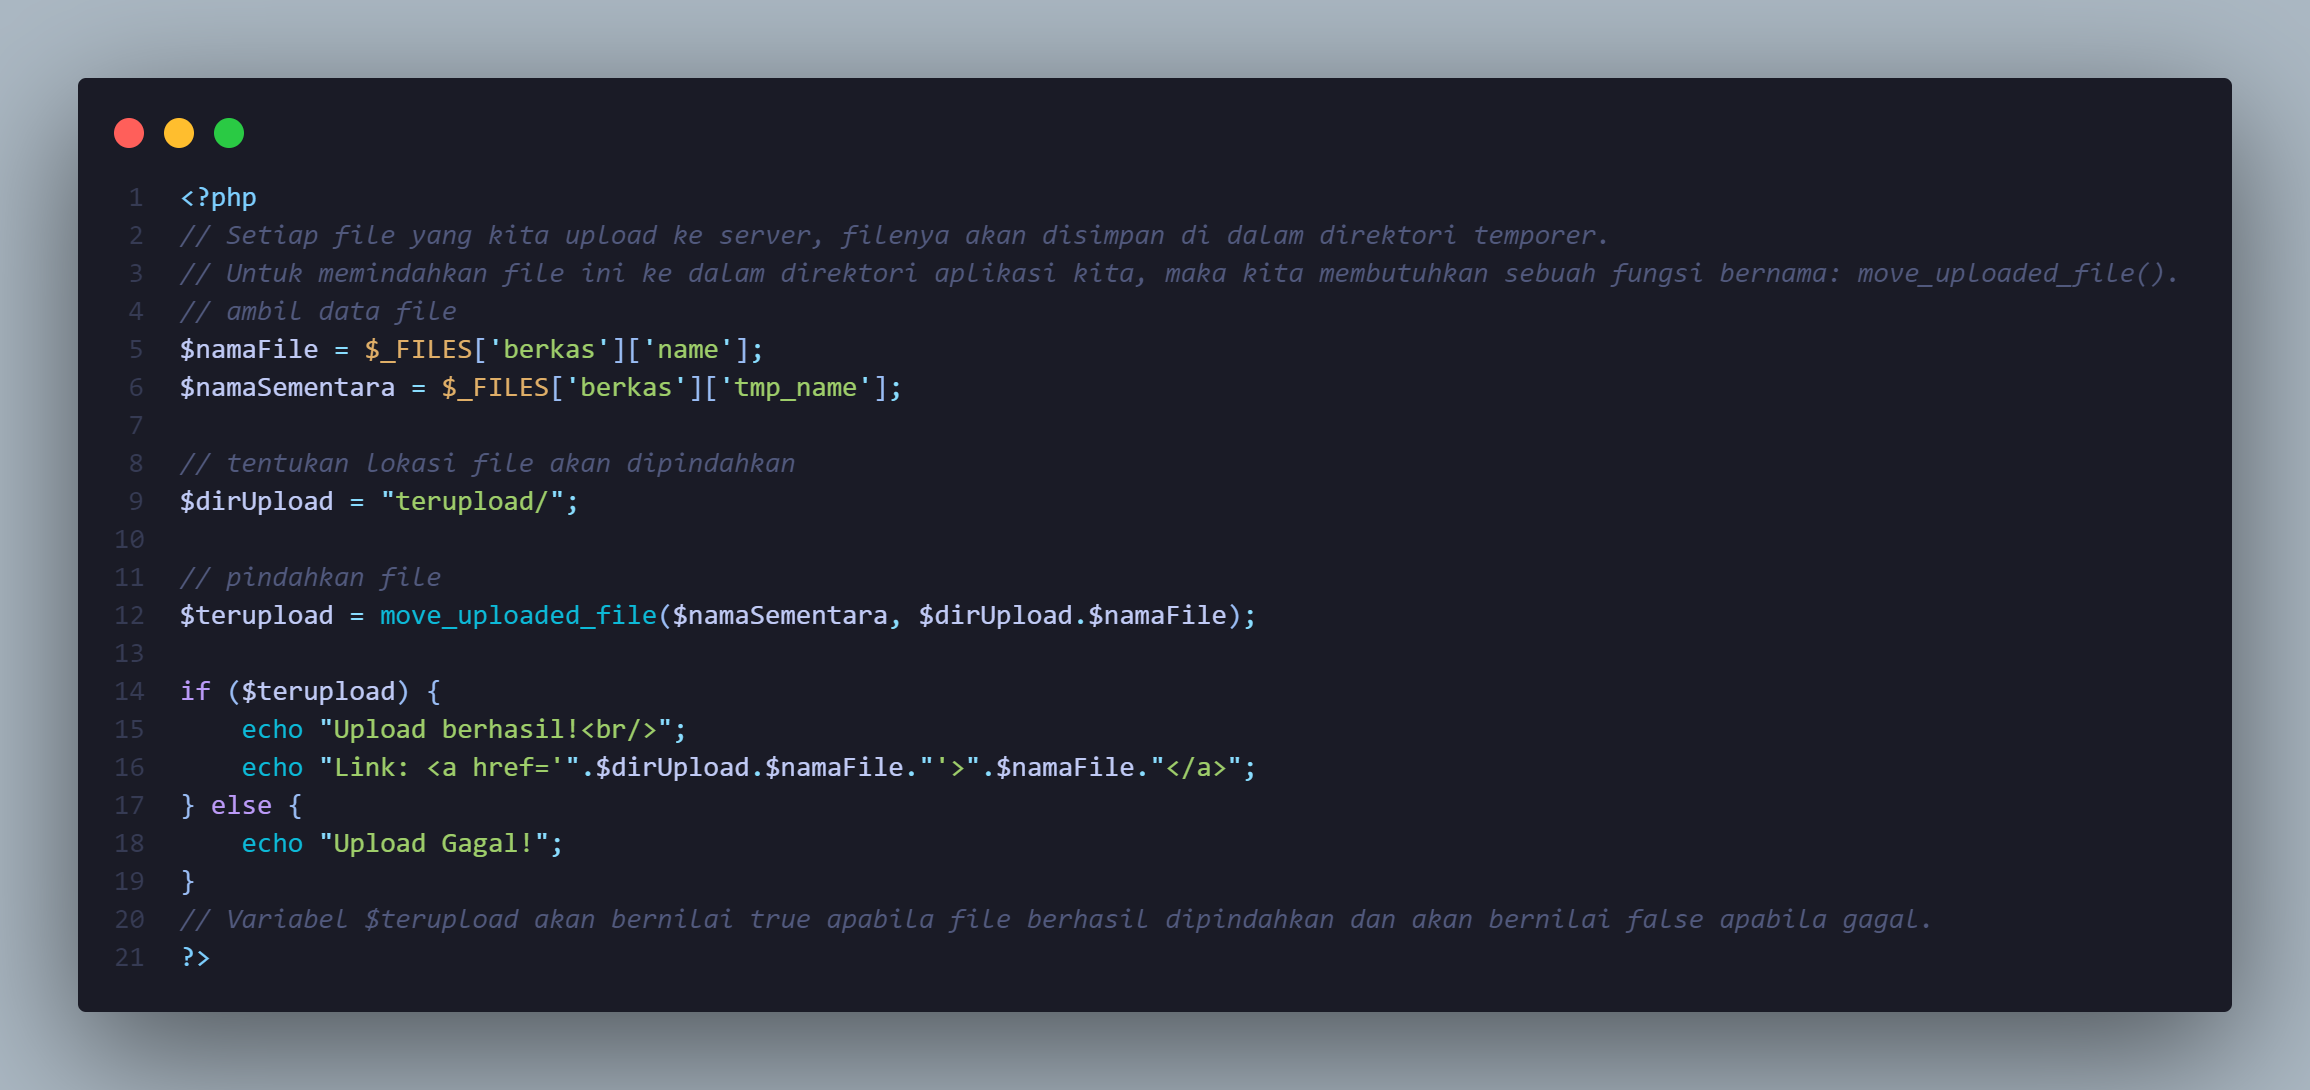 1 <?php
2 // Setiap file yang kita upload ke server, filenya akan disimpan di dalam direktori temporer.
3 // Untuk memindahkan file ini ke dalam direktori aplikasi kita, maka kita membutuhkan sebuah fungsi bernama: move_uploaded_file().
4 // ambil data file
5 $namaFile = $_FILES['berkas']['name'];
6 $namaSementara = $_FILES['berkas']['tmp_name'];
7
8 // tentukan lokasi file akan dipindahkan
9 $dirUpload = "terupload/";
10
11 // pindahkan file
12 $terupload = move_uploaded_file($namaSementara, $dirUpload.$namaFile);
13
14 if ($terupload) {
15     echo "Upload berhasil!<br/>";
16     echo "Link: <a href='".$dirUpload.$namaFile."'>".$namaFile."</a>";
17 } else {
18     echo "Upload Gagal!";
19 }
20 // Variabel $terupload akan bernilai true apabila file berhasil dipindahkan dan akan bernilai false apabila gagal.
21 ?>